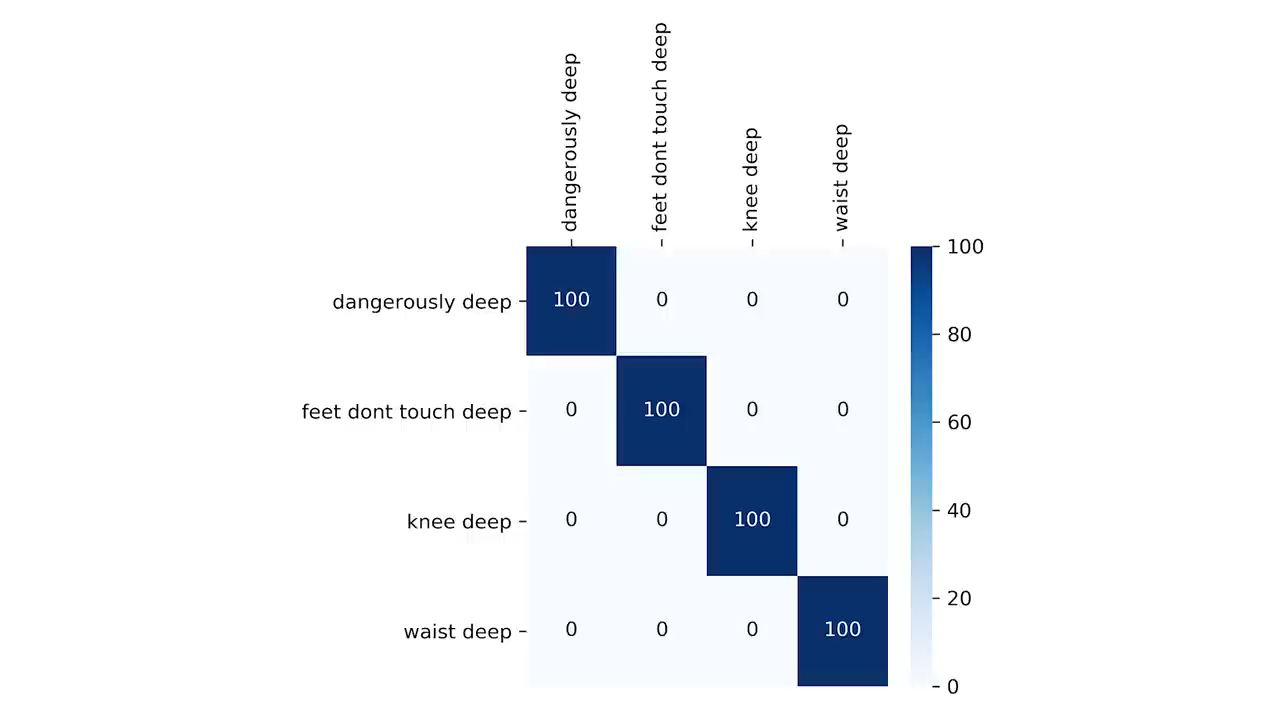 dangerously deep
feet dont touch deep
knee deep
waist deep
dangerously deep 100 0 0 0
feet dont touch deep 0 100 0 0
knee deep 0 0 100 0
waist deep 0 0 0 100
100
80
60
40
20
0